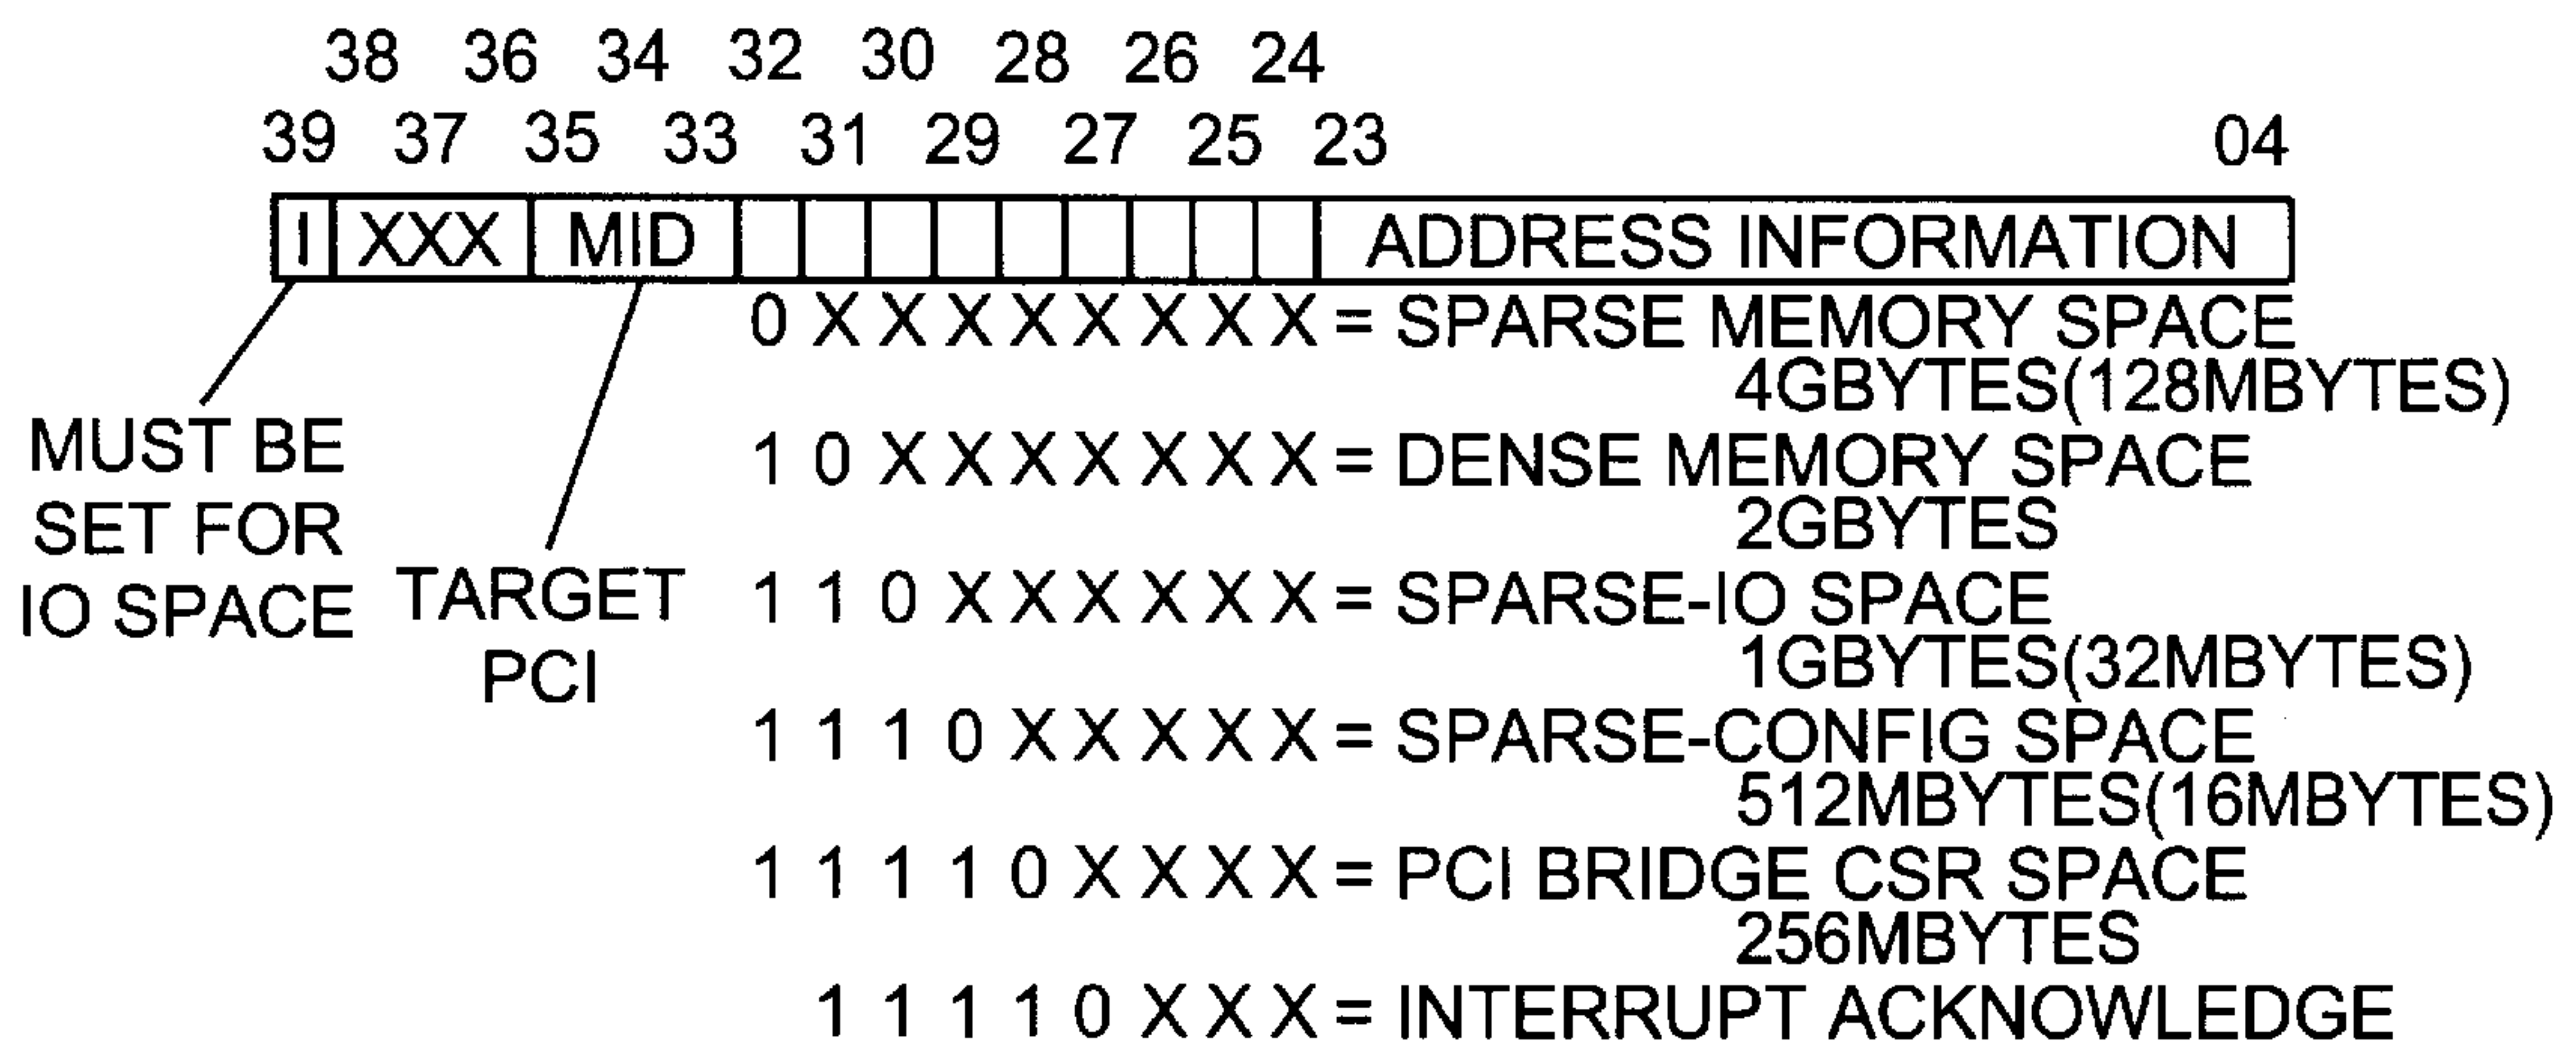 38 36 34 32 30 28 26 24
39 37 35 33 31 29 27 25 23 04
I XXX MID ADDRESS INFORMATION
0 X X X X X X X X = SPARSE MEMORY SPACE
4GBYTES(128MBYTES)
1 0 X X X X X X X = DENSE MEMORY SPACE
2GBYTES
1 1 0 X X X X X X = SPARSE-IO SPACE
1GBYTES(32MBYTES)
1 1 1 0 X X X X X = SPARSE-CONFIG SPACE
512MBYTES(16MBYTES)
1 1 1 1 0 X X X X = PCI BRIDGE CSR SPACE
256MBYTES
1 1 1 1 0 X X X = INTERRUPT ACKNOWLEDGE
MUST BE
SET FOR
IO SPACE
TARGET
PCI